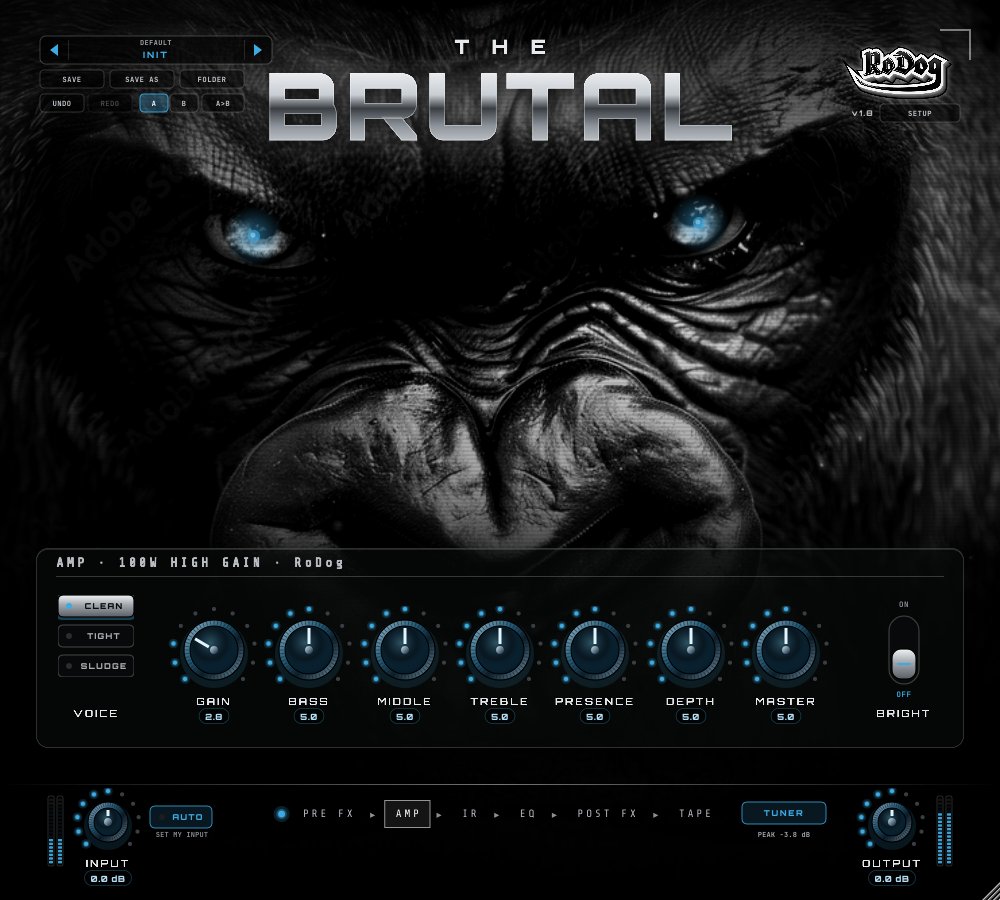 DEFAULT
INIT
SAVE SAVE AS FOLDER
UNDO REDO A B A>B
THE
BRUTAL
RoDog
v1.8 SETUP
Adobe Stock
AMP · 100W HIGH GAIN · RoDog
CLEAN
TIGHT
SLUDGE
VOICE
GAIN BASS MIDDLE TREBLE PRESENCE DEPTH MASTER
2.8 5.0 5.0 5.0 5.0 5.0 5.0
ON
OFF
BRIGHT
INPUT
0.0 dB
AUTO
SET MY INPUT
PRE FX ▸ AMP ▸ IR ▸ EQ ▸ POST FX ▸ TAPE
TUNER
PEAK -3.8 dB
OUTPUT
0.0 dB